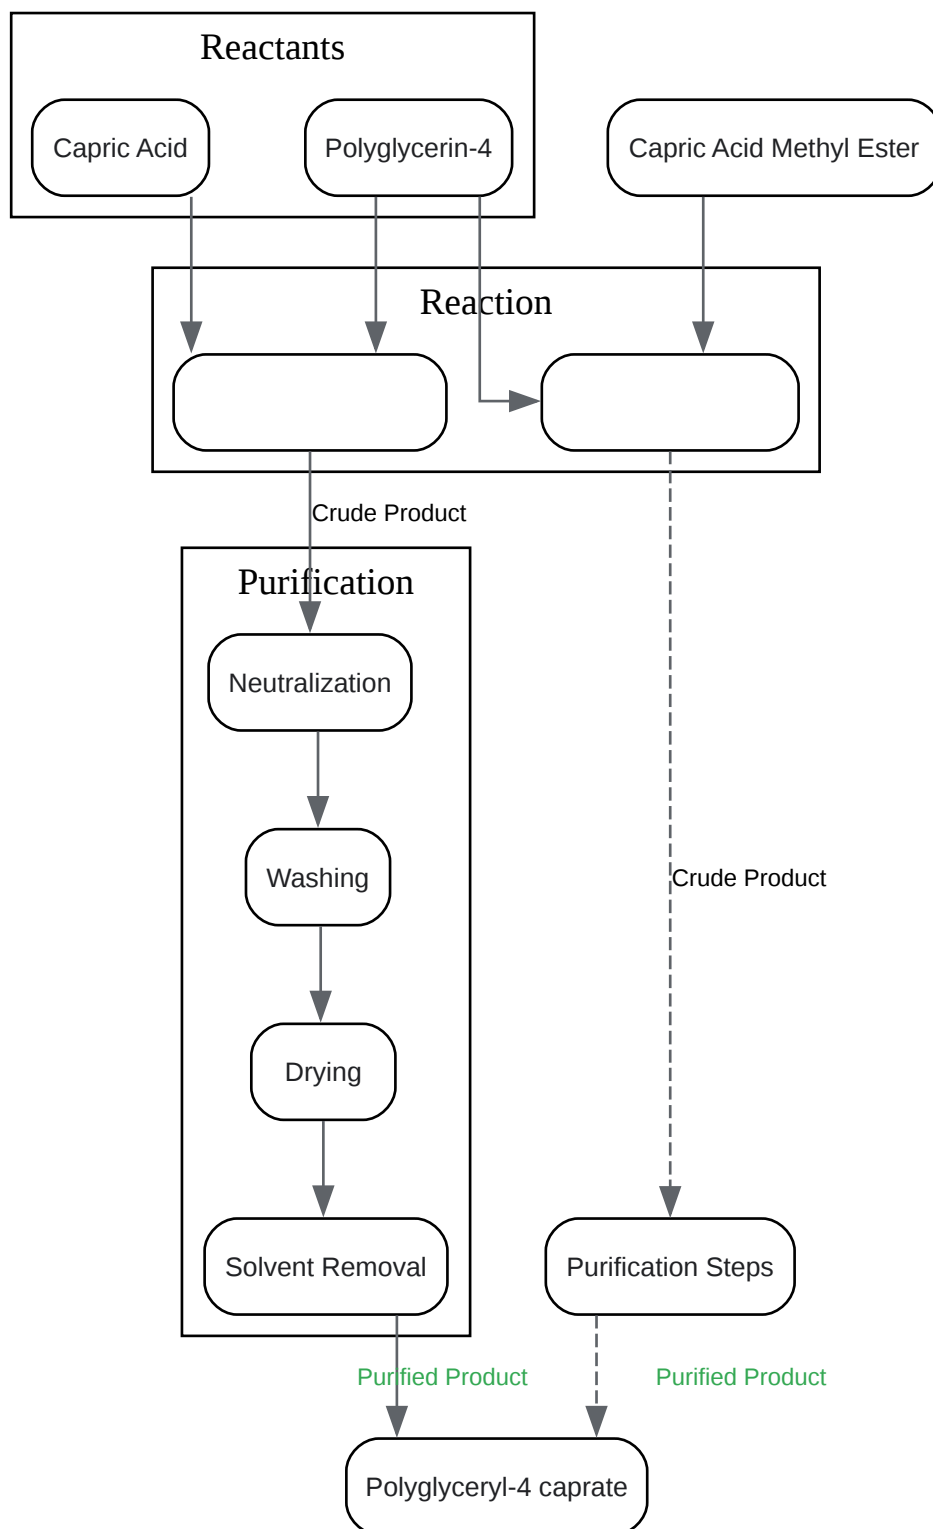 Reactants
Capric Acid
Polyglycerin-4
Capric Acid Methyl Ester
Reaction
Crude Product
Purification
Neutralization
Washing
Crude Product
Drying
Solvent Removal
Purification Steps
Purified Product
Purified Product
Polyglyceryl-4 caprate